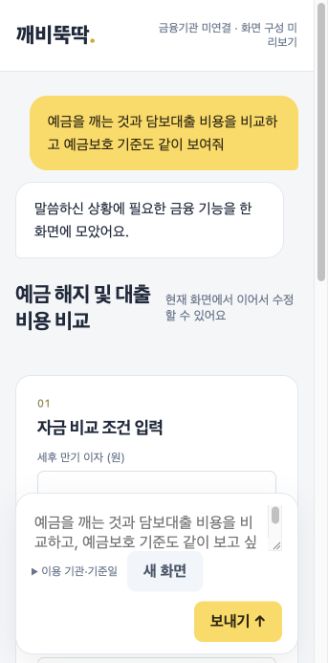 깨비뚝딱.
금융기관 미연결 · 화면 구성 미
리보기
예금을 깨는 것과 담보대출 비용을 비교하
고 예금보호 기준도 같이 보여줘
말씀하신 상황에 필요한 금융 기능을 한
화면에 모았어요.
예금 해지 및 대출
비용 비교
현재 화면에서 이어서 수정
할 수 있어요
01
자금 비교 조건 입력
세후 만기 이자 (원)
예금을 깨는 것과 담보대출 비용을 비
교하고, 예금보호 기준도 같이 보고 싶
▶ 이용 기관·기준일
새 화면
보내기 ↑